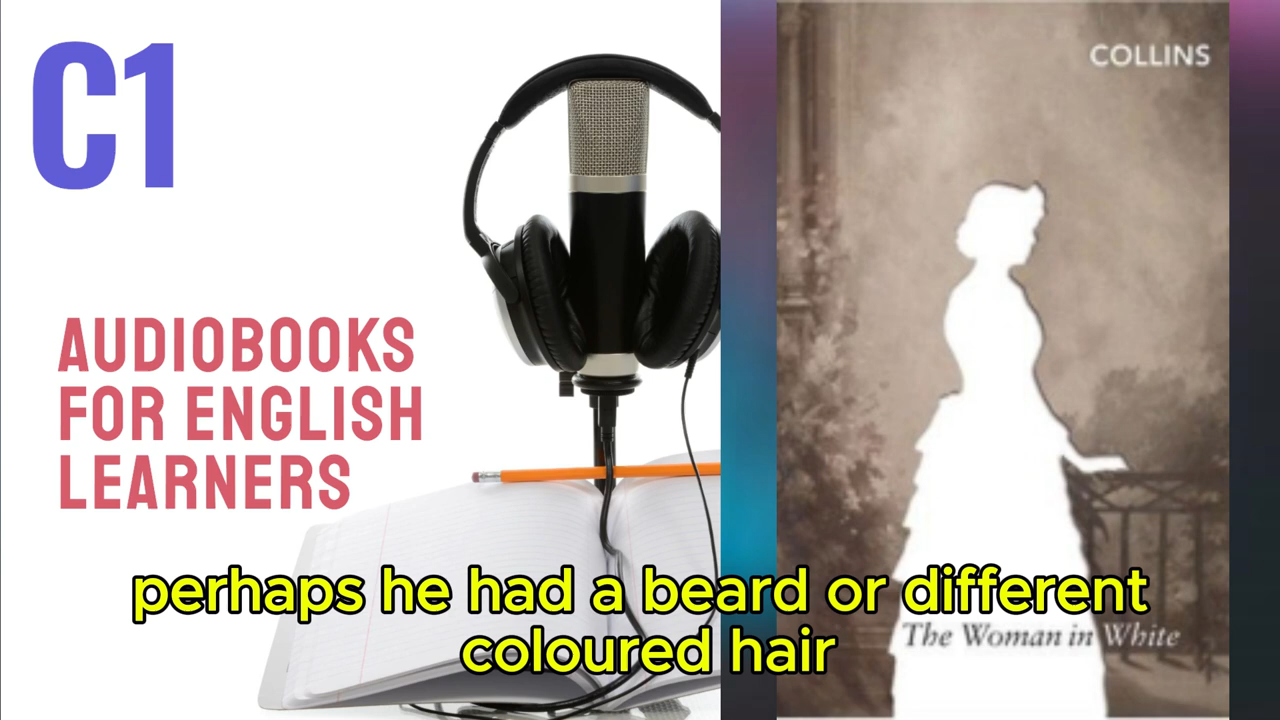 C1
AUDIOBOOKS
FOR ENGLISH
LEARNERS
COLLINS
The Woman in White
perhaps he had a beard or different
coloured hair